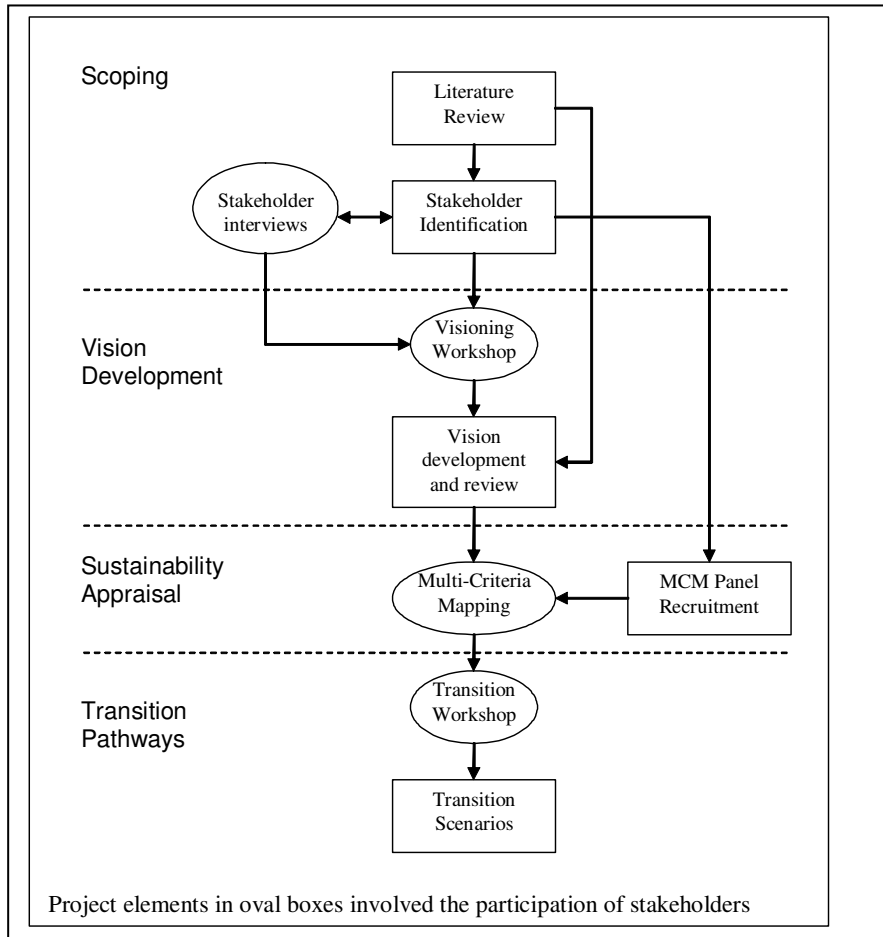 Scoping
Literature
Review
Stakeholder
interviews
Stakeholder
Identification
Vision
Development
Visioning
Workshop
Vision
development
and review
Sustainability
Appraisal
Multi-Criteria
Mapping
MCM Panel
Recruitment
Transition
Pathways
Transition
Workshop
Transition
Scenarios
Project elements in oval boxes involved the participation of stakeholders